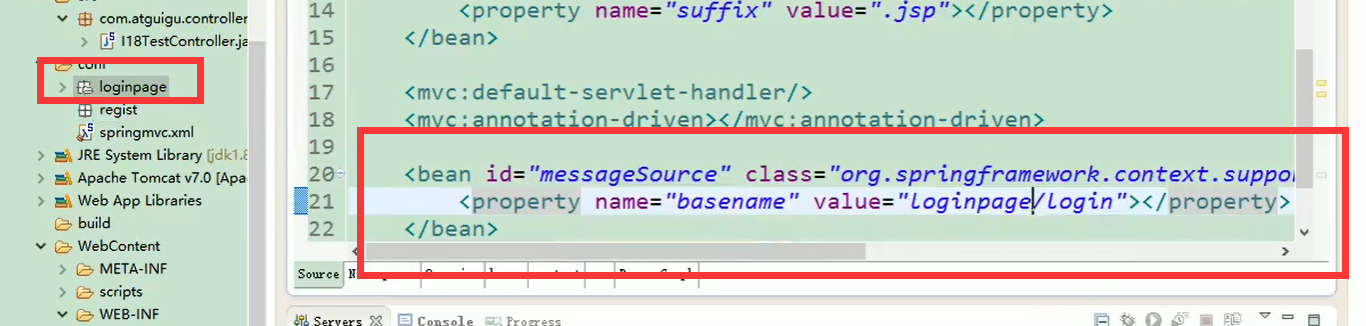 src
com.atguigu.controller
I18TestController.ja
conf
loginpage
regist
springmvc.xml
JRE System Library [jdk1.8
Apache Tomcat v7.0 [Apa
Web App Libraries
build
WebContent
META-INF
scripts
WEB-INF
14 <property name="suffix" value=".jsp"></property>
15 </bean>
16
17 <mvc:default-servlet-handler/>
18 <mvc:annotation-driven></mvc:annotation-driven>
19
20 <bean id="messageSource" class="org.springframework.context.suppo
21 <property name="basename" value="loginpage/login"></property>
22 </bean>
Source
Servers Console Progress